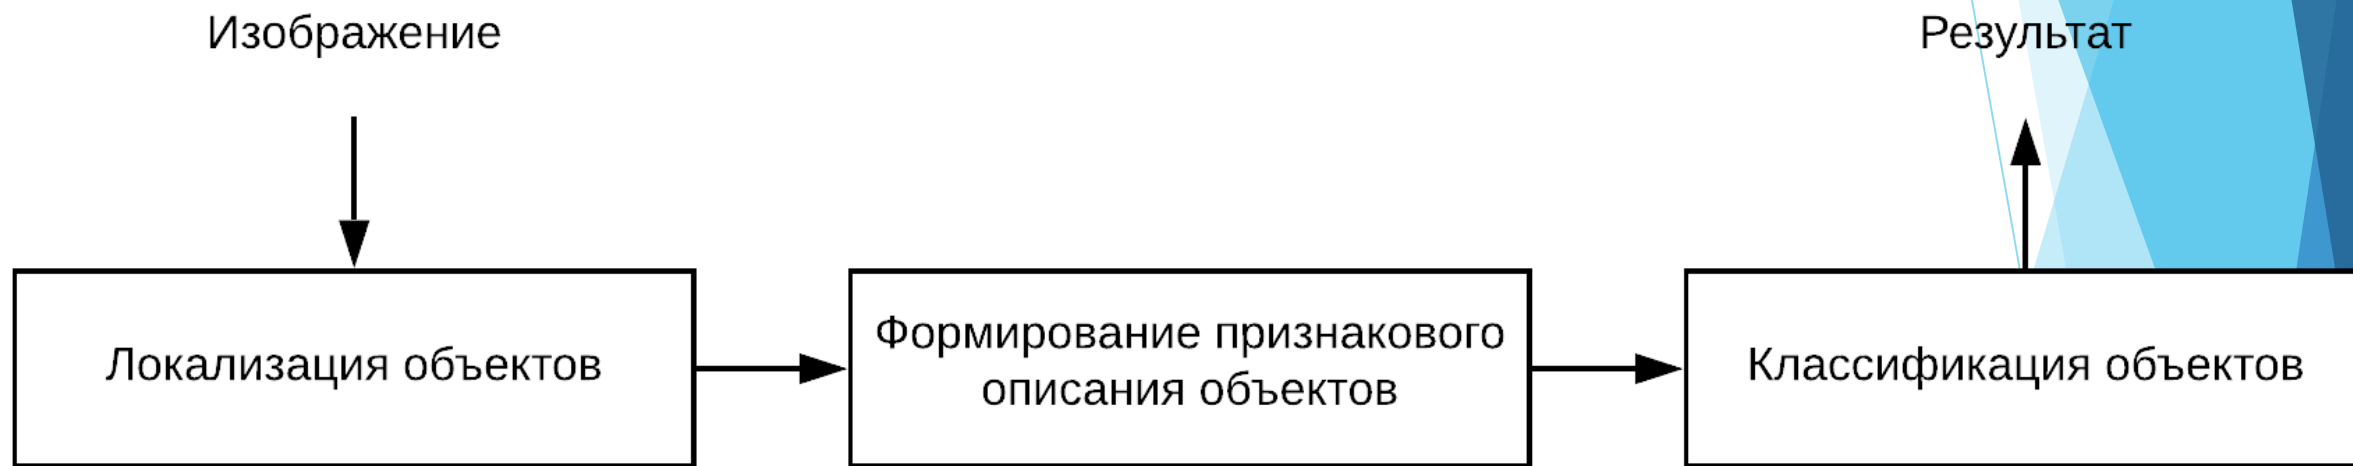 Изображение
Результат
Локализация объектов
Формирование признакового
описания объектов
Классификация объектов